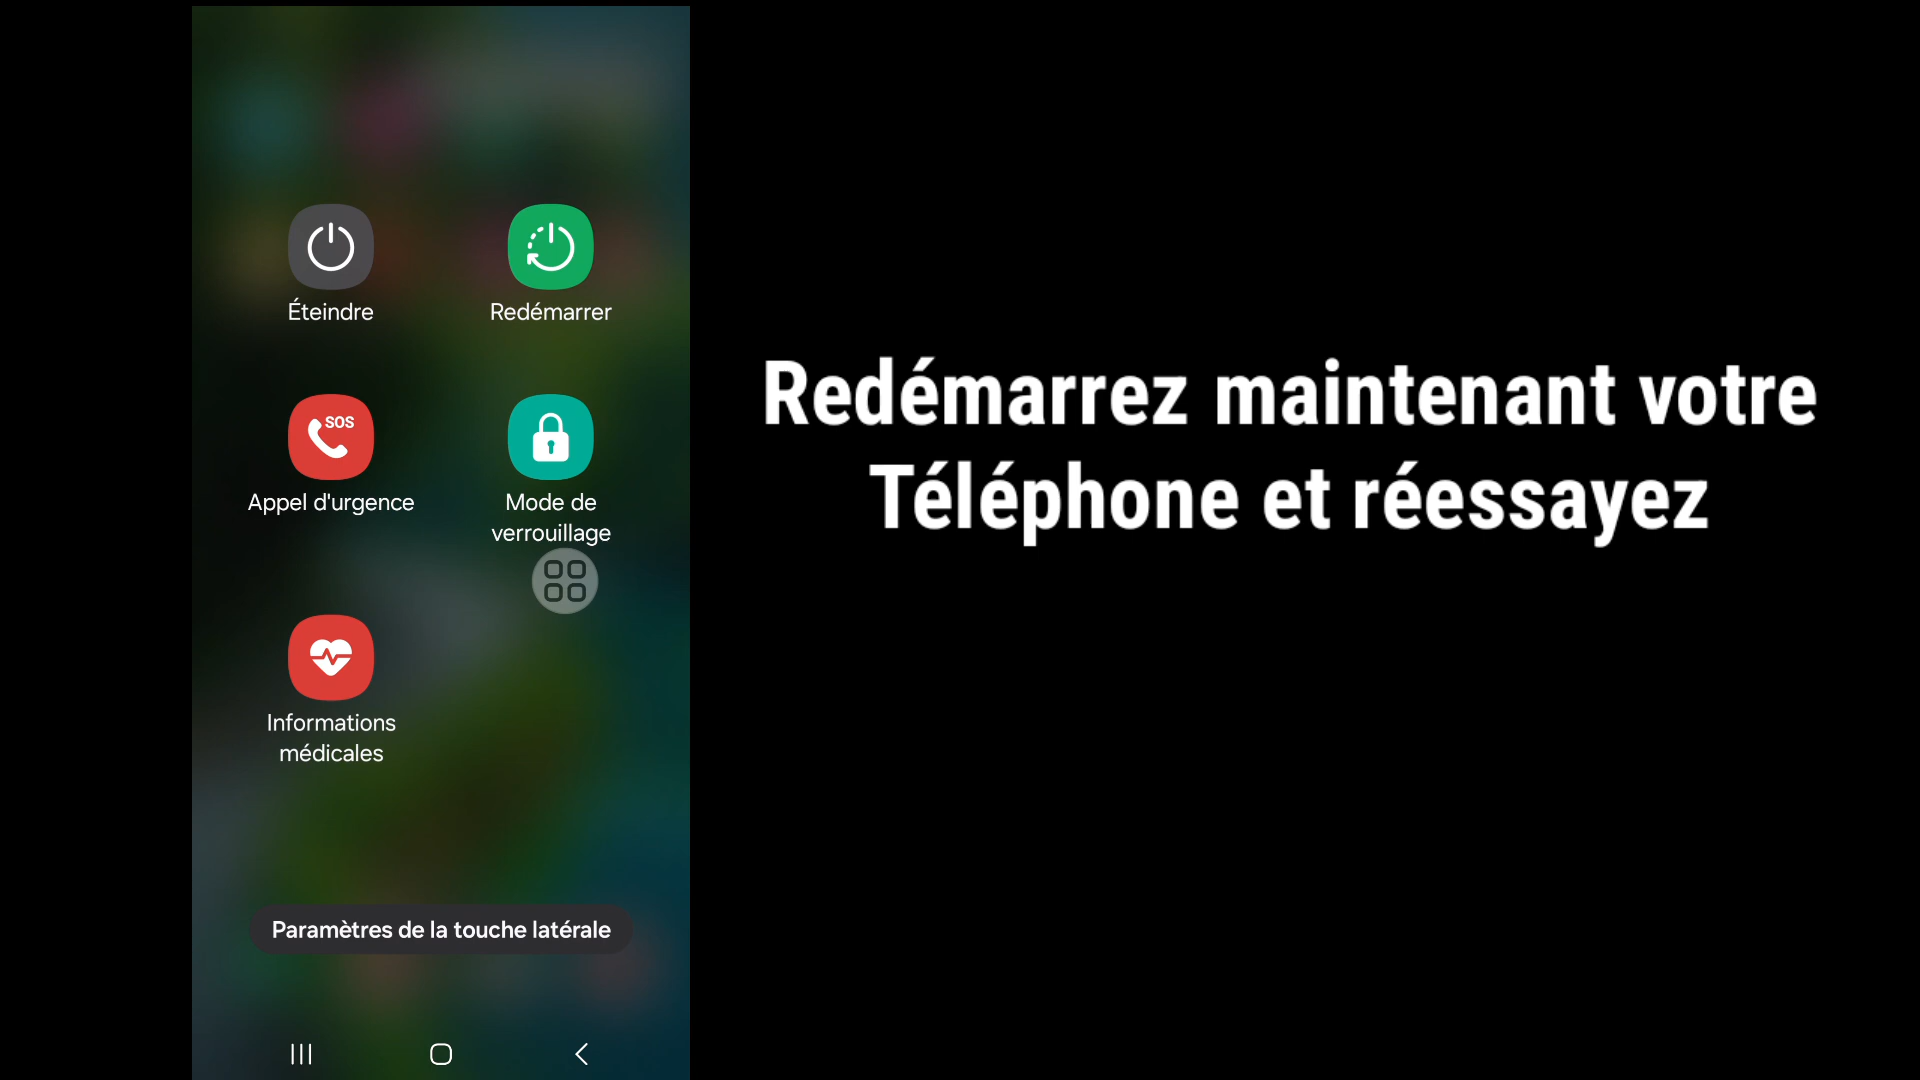 Éteindre
Redémarrer
SOS
Appel d'urgence
Mode de
verrouillage
Informations
médicales
Paramètres de la touche latérale
Redémarrez maintenant votre
Téléphone et réessayez